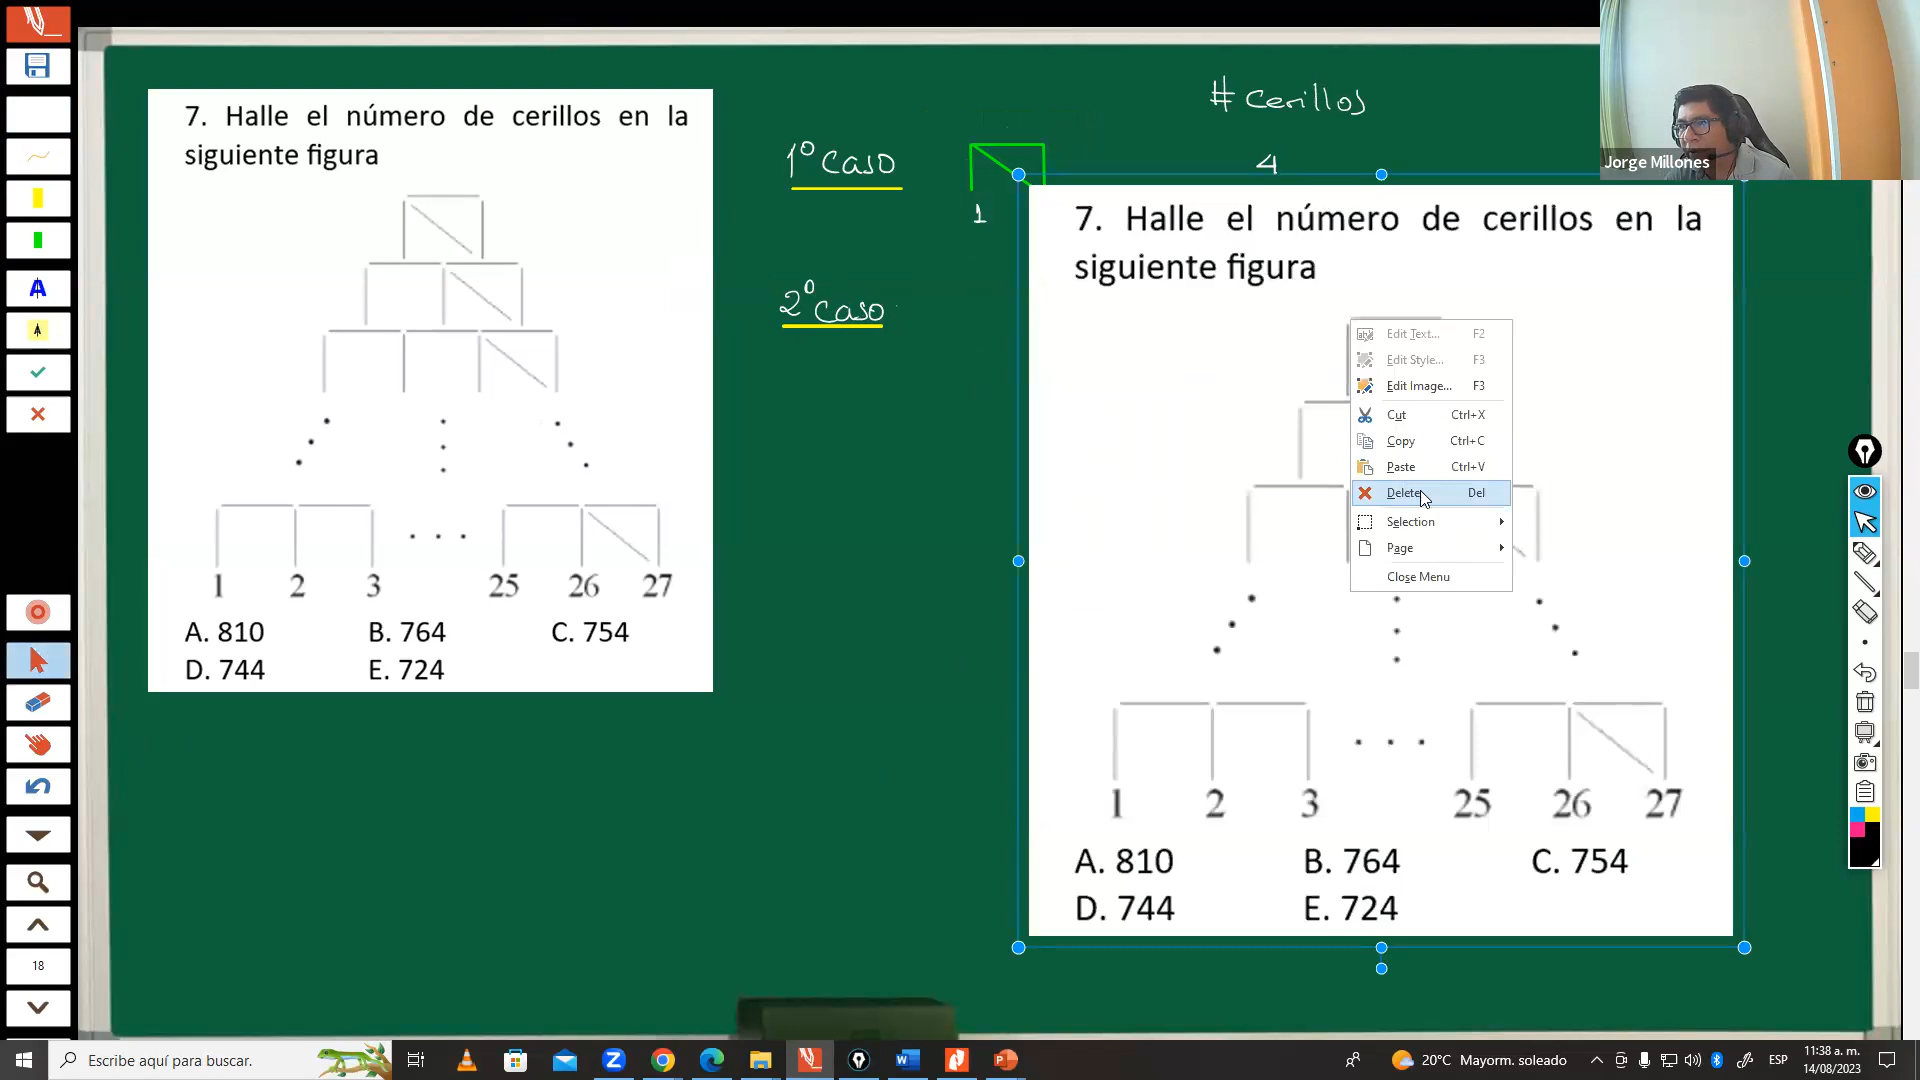 7. Halle el número de cerillos en la
siguiente figura
1 2 3 25 26 27
A. 810 B. 764 C. 754
D. 744 E. 724
# cerillos
1° caso
4
1
2° caso
7. Halle el número de cerillos en la
siguiente figura
1 2 3 25 26 27
A. 810 B. 764 C. 754
D. 744 E. 724
Edit Text... F2
Edit Style... F3
Edit Image... F3
Cut Ctrl+X
Copy Ctrl+C
Paste Ctrl+V
Delete Del
Selection
Page
Close Menu
Jorge Millones
A
A
18
Escribe aquí para buscar.
20°C Mayorm. soleado
ESP
11:38 a. m.
14/08/2023